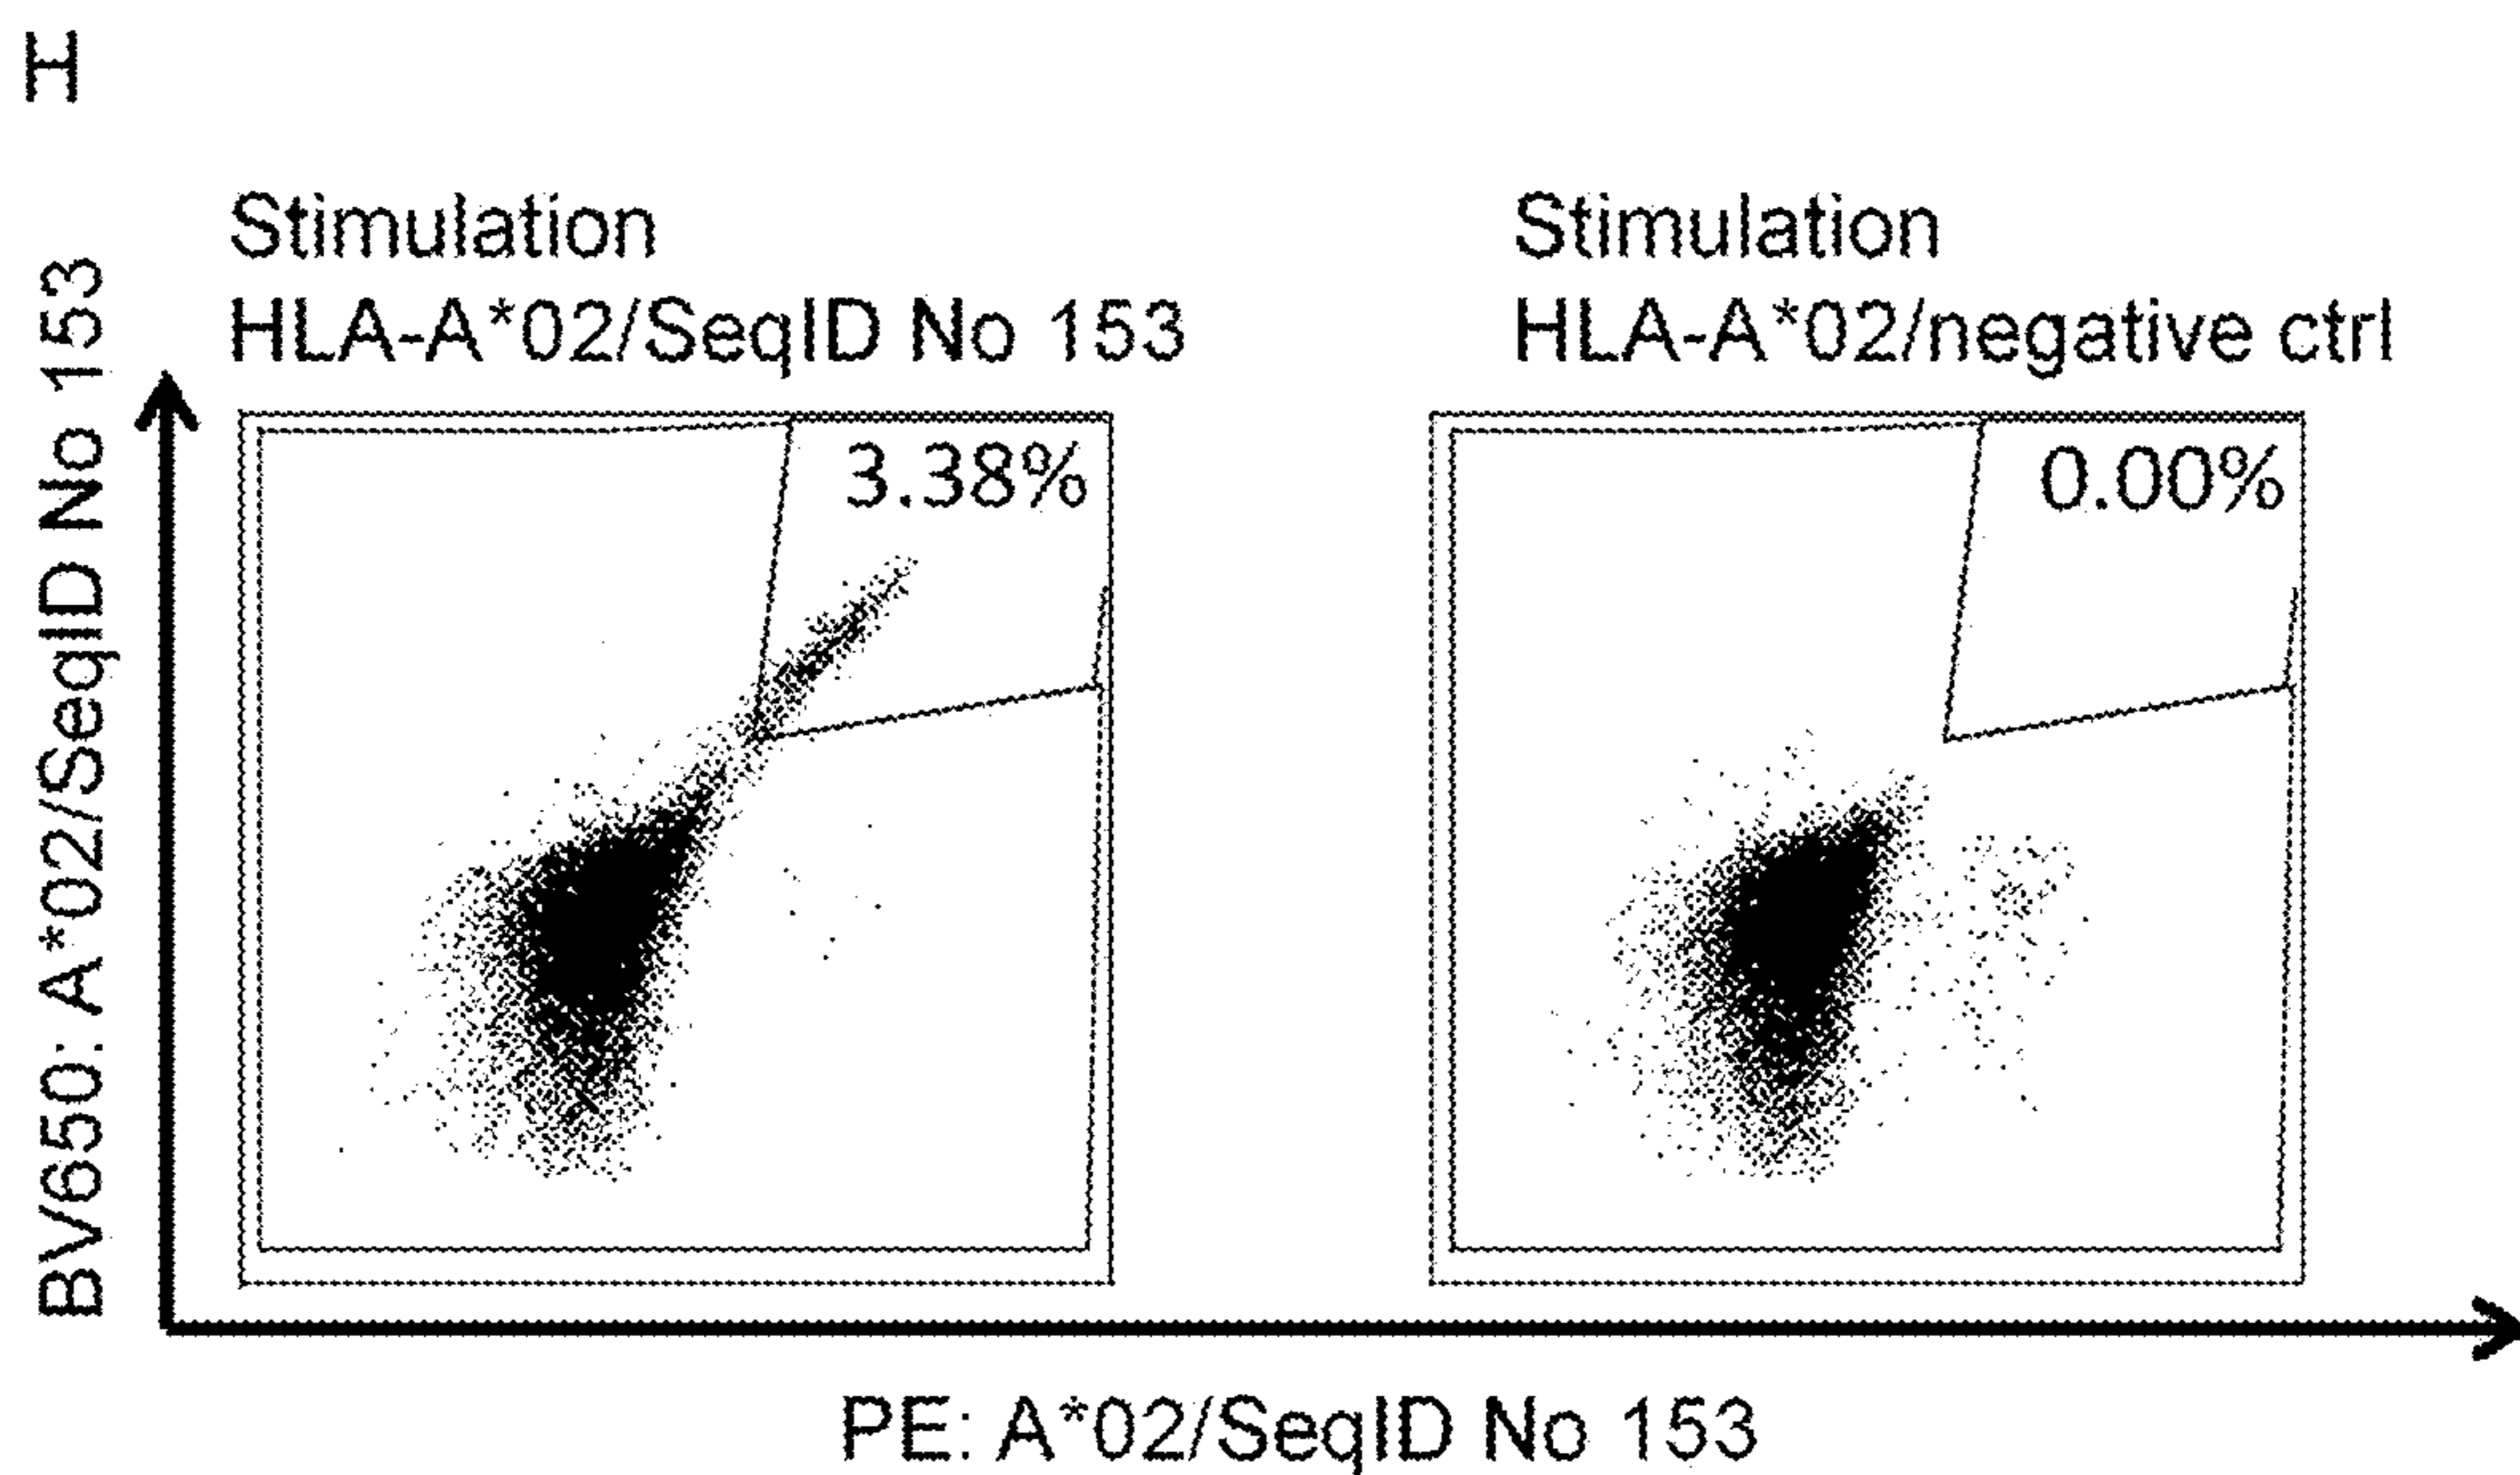 H
Stimulation
HLA-A*02/SeqID No 153
Stimulation
HLA-A*02/negative ctrl
BV650: A*02/SeqID No 153
3.38%
0.00%
PE: A*02/SeqID No 153